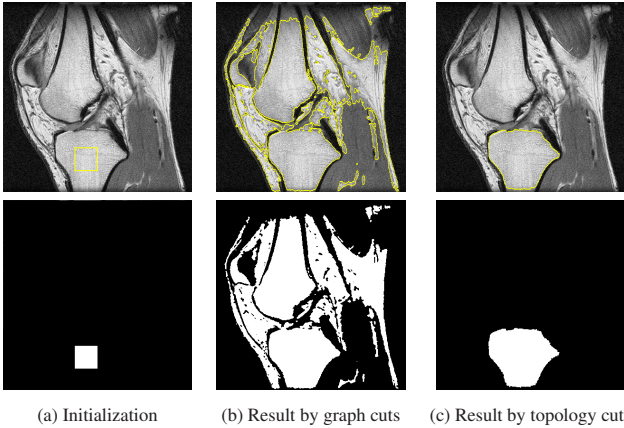 (a) Initialization
(b) Result by graph cuts
(c) Result by topology cut